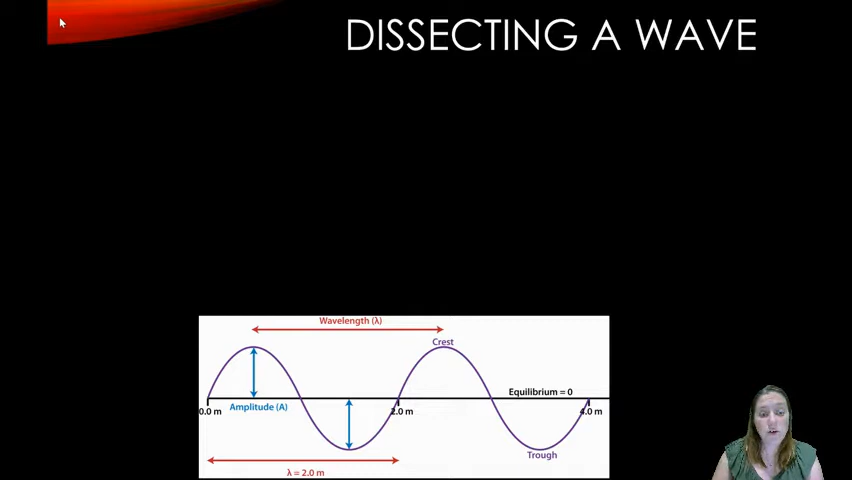 DISSECTING A WAVE
Wavelength (λ)
Crest
Equilibrium = 0
0.0 m
Amplitude (A)
2.0 m
4.0 m
Trough
λ = 2.0 m